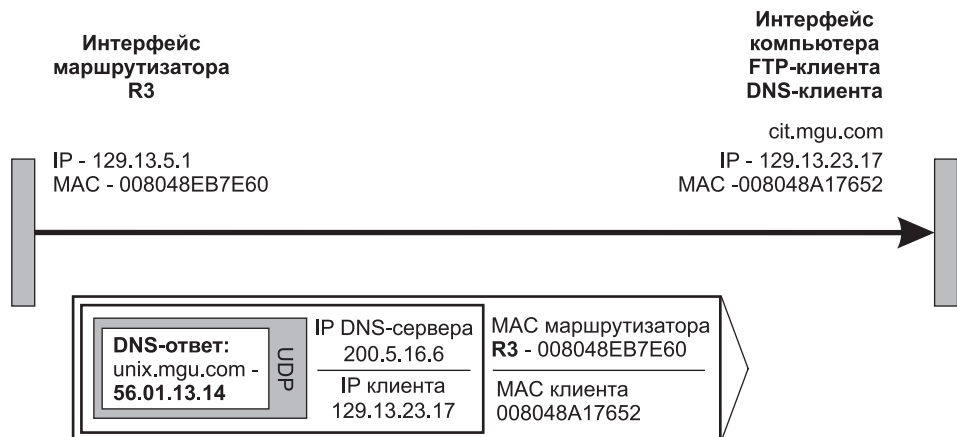 Интерфейс
маршрутизатора
R3
IP - 129.13.5.1
MAC - 008048EB7E60
Интерфейс
компьютера
FTP-клиента
DNS-клиента
cit.mgu.com
IP - 129.13.23.17
MAC -008048A17652
DNS-ответ:
unix.mgu.com -
56.01.13.14
UDP
IP DNS-сервера
200.5.16.6
IP клиента
129.13.23.17
MAC маршрутизатора
R3 - 008048EB7E60
MAC клиента
008048A17652